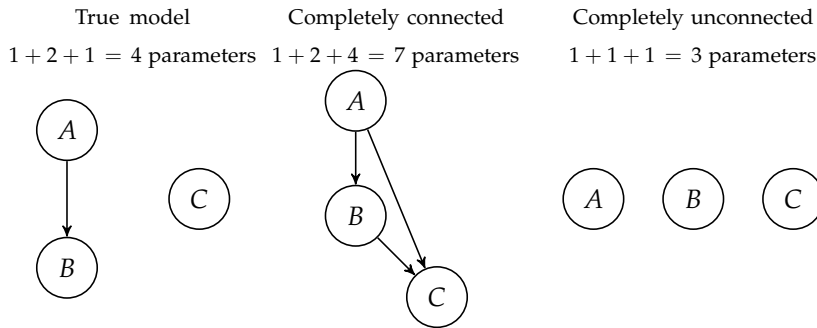 True model
Completely connected
Completely unconnected
1 + 2 + 1 = 4 parameters
1 + 2 + 4 = 7 parameters
1 + 1 + 1 = 3 parameters
A
B
C
A
B
C
A
B
C